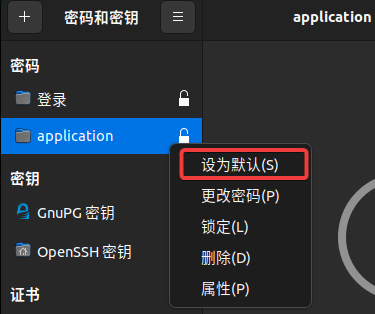 密码和密钥
application
密码
登录
application
设为默认(S)
更改密码(P)
锁定(L)
删除(D)
属性(P)
密钥
GnuPG 密钥
OpenSSH 密钥
证书